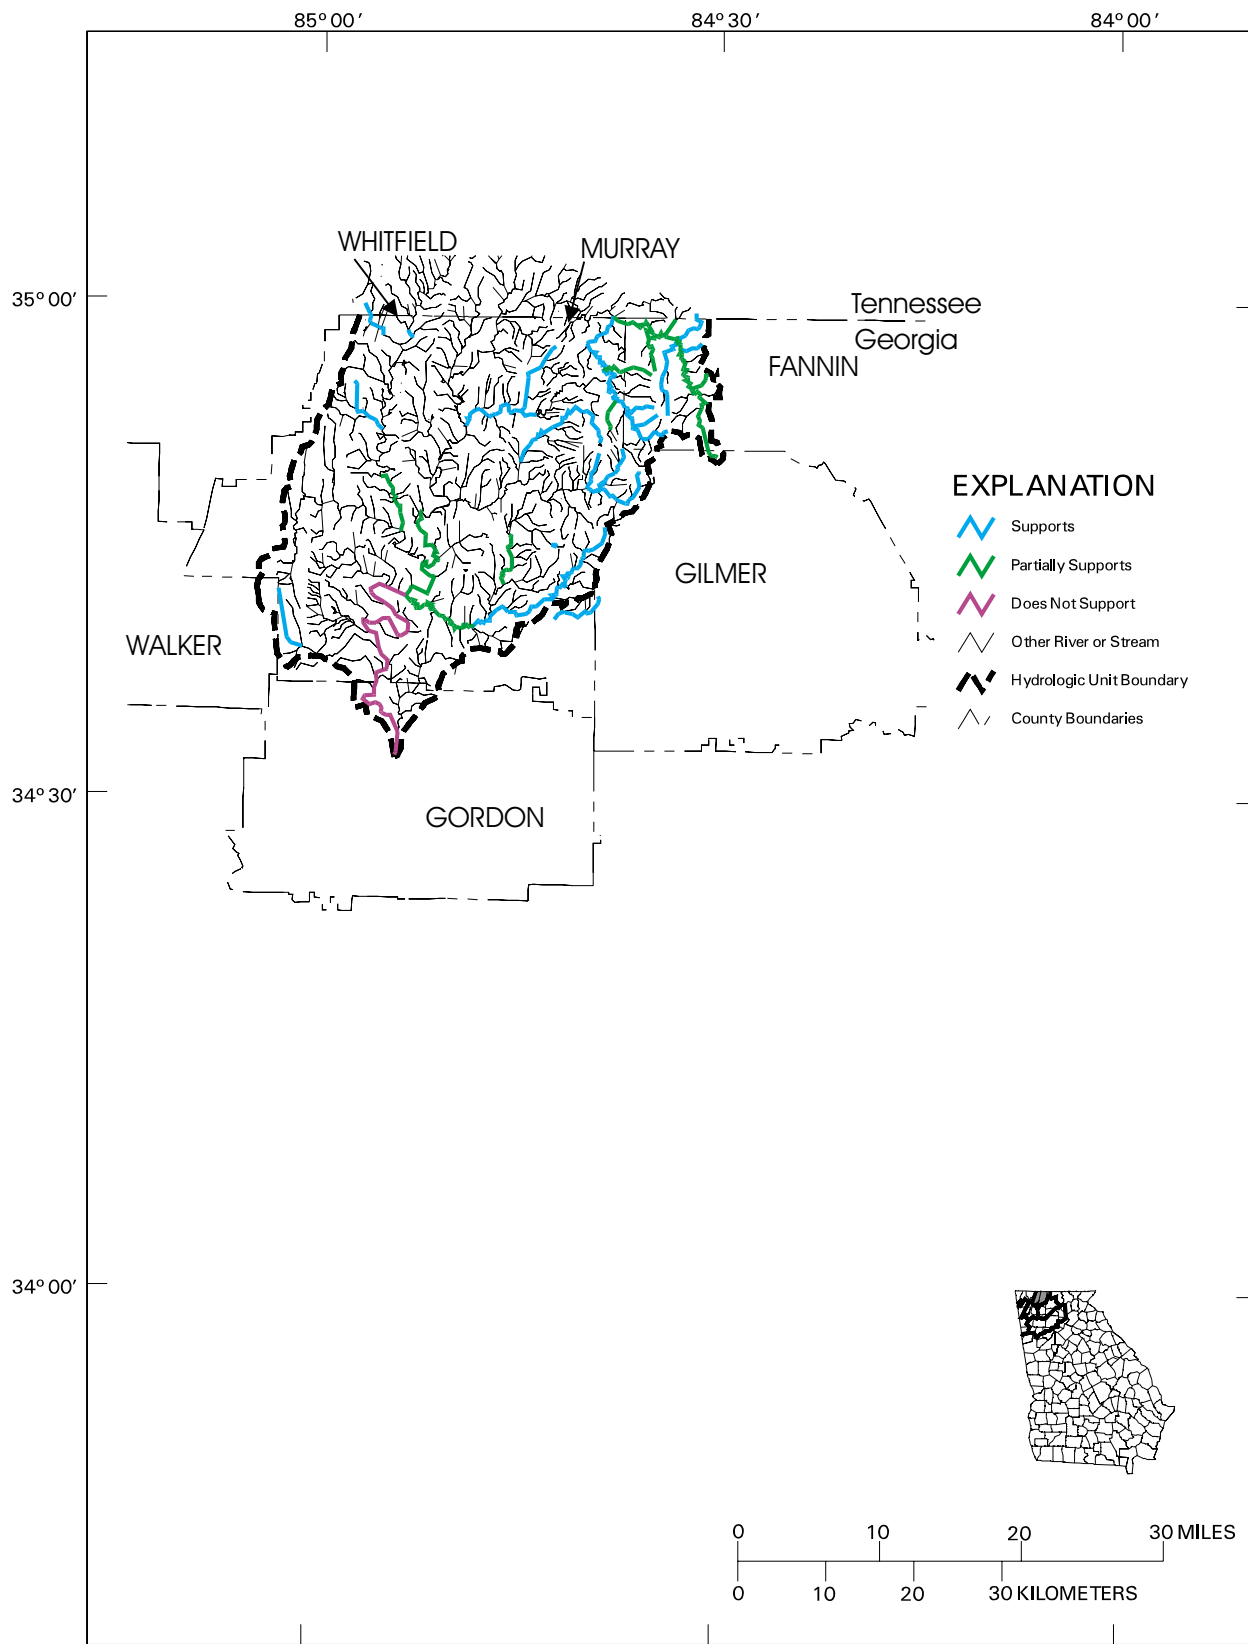 85° 00′
84° 30′
84° 00′
WHITFIELD
MURRAY
35° 00′
Tennessee
Georgia
FANNIN
EXPLANATION
Supports
Partially Supports
Does Not Support
Other River or Stream
Hydrologic Unit Boundary
County Boundaries
GILMER
WALKER
34° 30′
GORDON
34° 00′
0 10 20 30 MILES
0 10 20 30 KILOMETERS